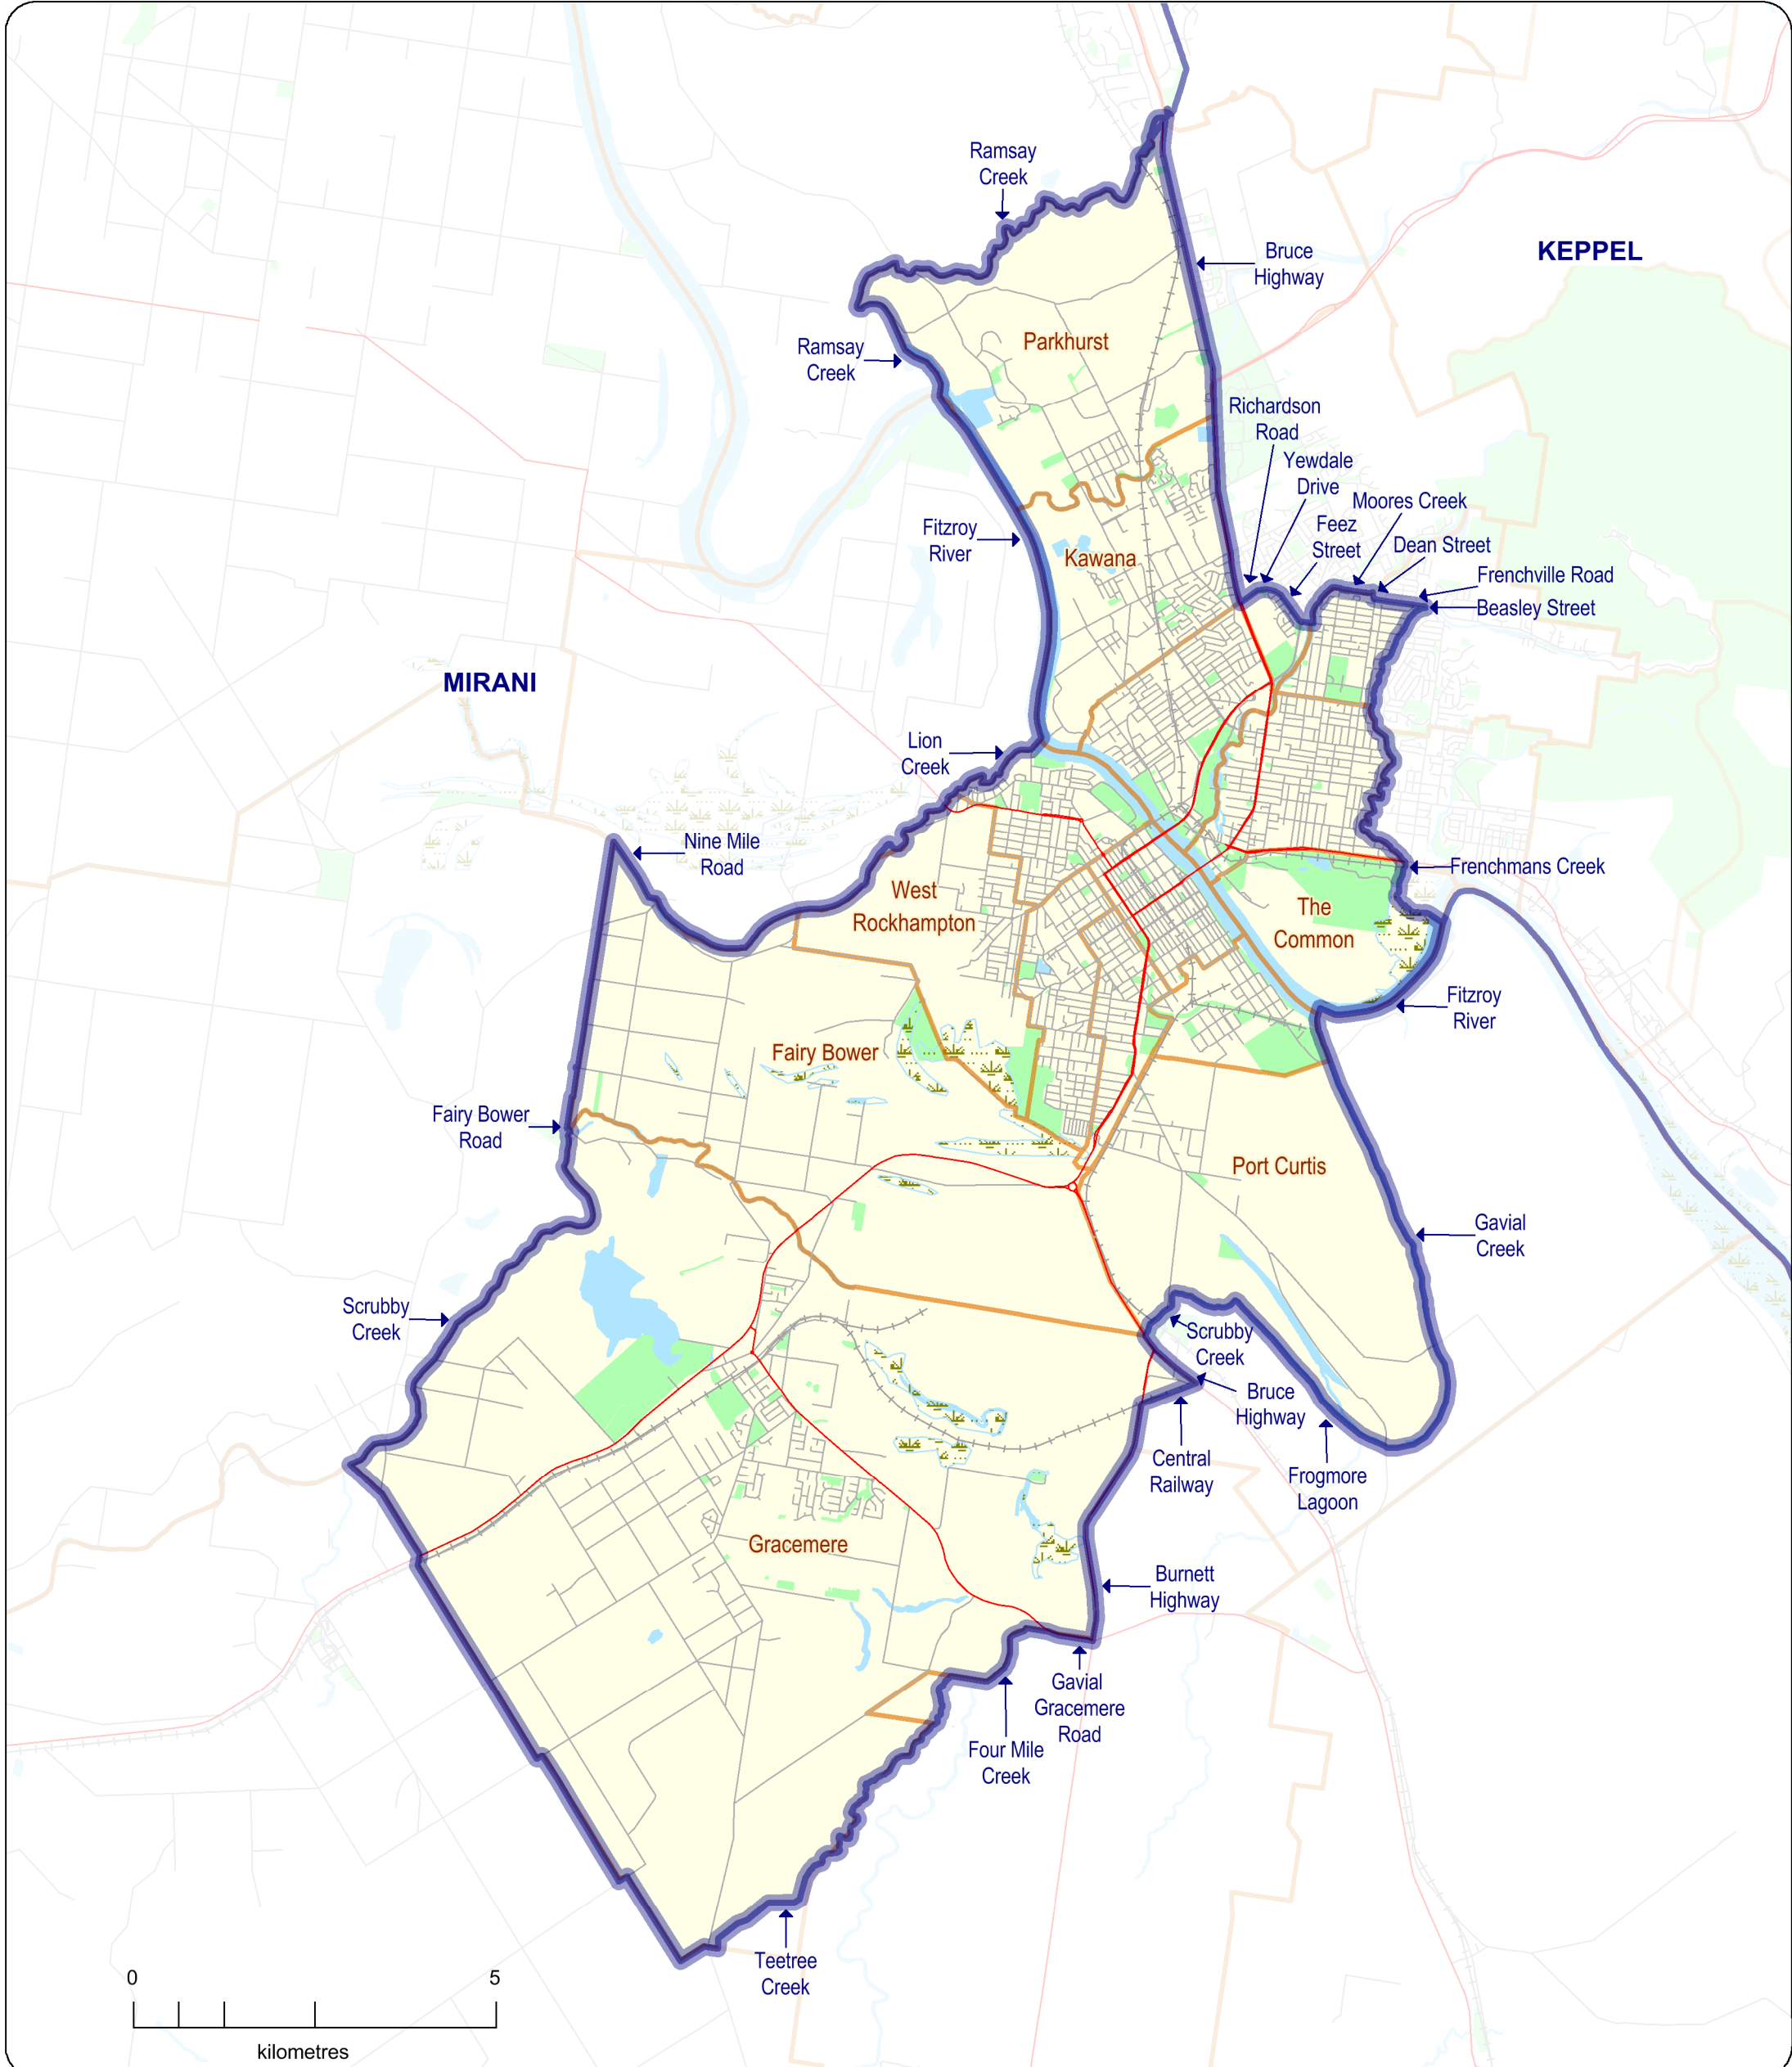 Ramsay
Creek
KEPPEL
Bruce
Highway
Parkhurst
Ramsay
Creek
Richardson
Road
Yewdale
Drive
Moores Creek
Feez
Street
Dean Street
Fitzroy
River
Kawana
Frenchville Road
Beasley Street
MIRANI
Lion
Creek
Nine Mile
Road
Frenchmans Creek
West
Rockhampton
The
Common
Fitzroy
River
Fairy Bower
Fairy Bower
Road
Port Curtis
Gavial
Creek
Scrubby
Creek
Scrubby
Creek
Bruce
Highway
Central
Railway
Frogmore
Lagoon
Gracemere
Burnett
Highway
Gavial
Gracemere
Road
Four Mile
Creek
Teetree
Creek
0 5
kilometres